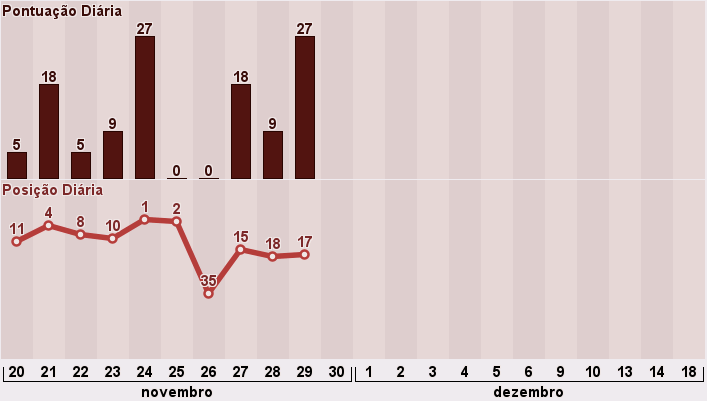 Pontuação Diária
5 18 5 9 27 0 0 18 9 27
Posição Diária
11 4 8 10 1 2 35 15 18 17
20 21 22 23 24 25 26 27 28 29 30 1 2 3 4 5 6 9 10 13 14 18
novembro dezembro